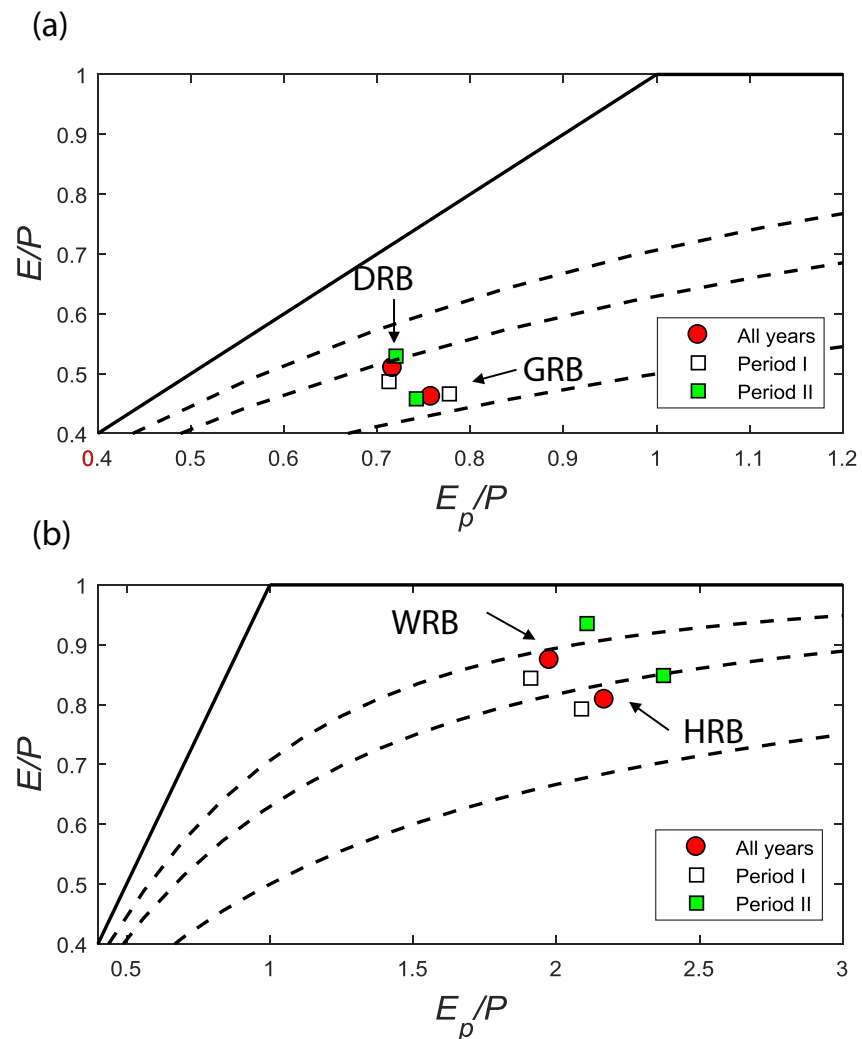 (a)
1
0.9
0.8
0.7
0.6
0.5
0.4
E/P
DRB
GRB
All years
Period I
Period II
0.4 0.5 0.6 0.7 0.8 0.9 1 1.1 1.2
E_p/P
(b)
1
0.9
0.8
0.7
0.6
0.5
0.4
E/P
WRB
HRB
All years
Period I
Period II
0.5 1 1.5 2 2.5 3
E_p/P